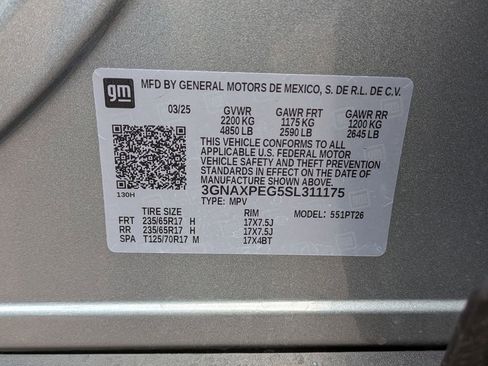 gm
MFD BY GENERAL MOTORS DE MEXICO, S. DE R.L. DE C.V.
03/25 GVWR GAWR FRT GAWR RR
2200 KG 1175 KG 1200 KG
4850 LB 2590 LB 2645 LB
THIS VEHICLE CONFORMS TO ALL
APPLICABLE U.S. FEDERAL MOTOR
VEHICLE SAFETY AND THEFT PREVENTION
STANDARDS IN EFFECT ON THE DATE OF
MANUFACTURE SHOWN ABOVE.
130H
3GNAXPEG5SL311175
TYPE: MPV
TIRE SIZE RIM MODEL: 551PT26
FRT 235/65R17 H 17X7.5J
RR 235/65R17 H 17X7.5J
SPA T125/70R17 M 17X4BT